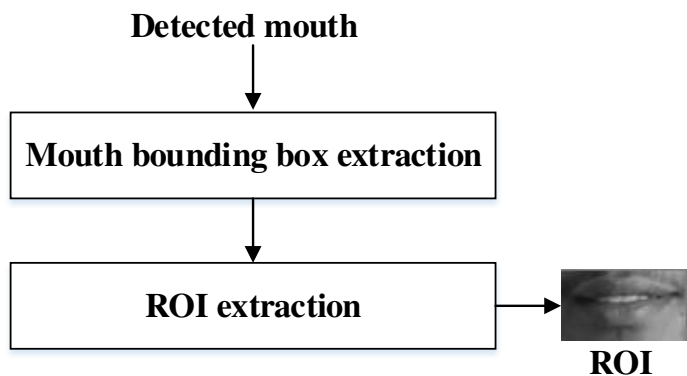 Detected mouth
Mouth bounding box extraction
ROI extraction
ROI